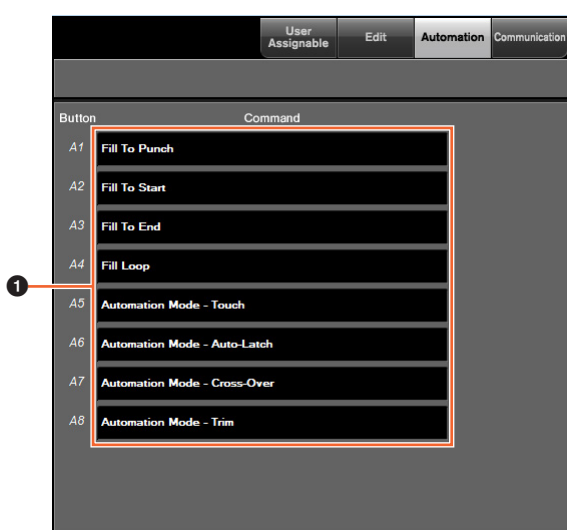 User Assignable Edit Automation Communication
Button Command
A1 Fill To Punch
A2 Fill To Start
A3 Fill To End
A4 Fill Loop
1
A5 Automation Mode - Touch
A6 Automation Mode - Auto-Latch
A7 Automation Mode - Cross-Over
A8 Automation Mode - Trim